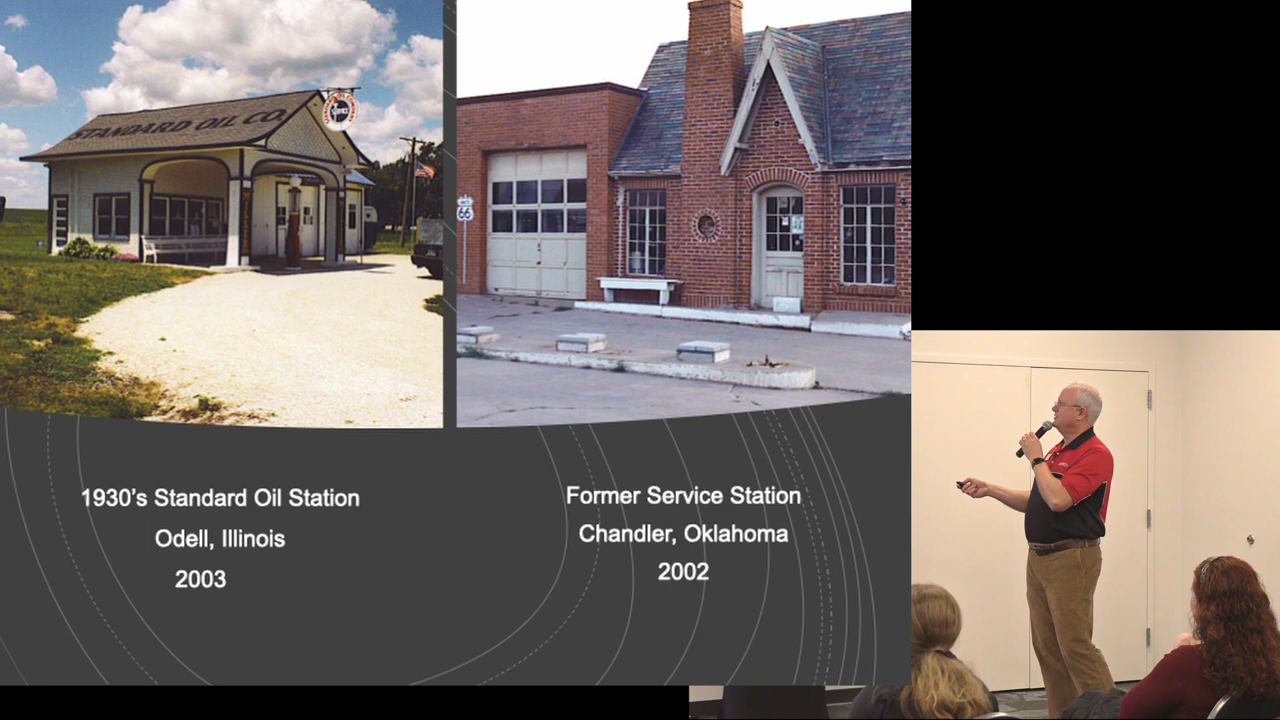 STANDARD OIL CO.
66
1930's Standard Oil Station
Odell, Illinois
2003
Former Service Station
Chandler, Oklahoma
2002